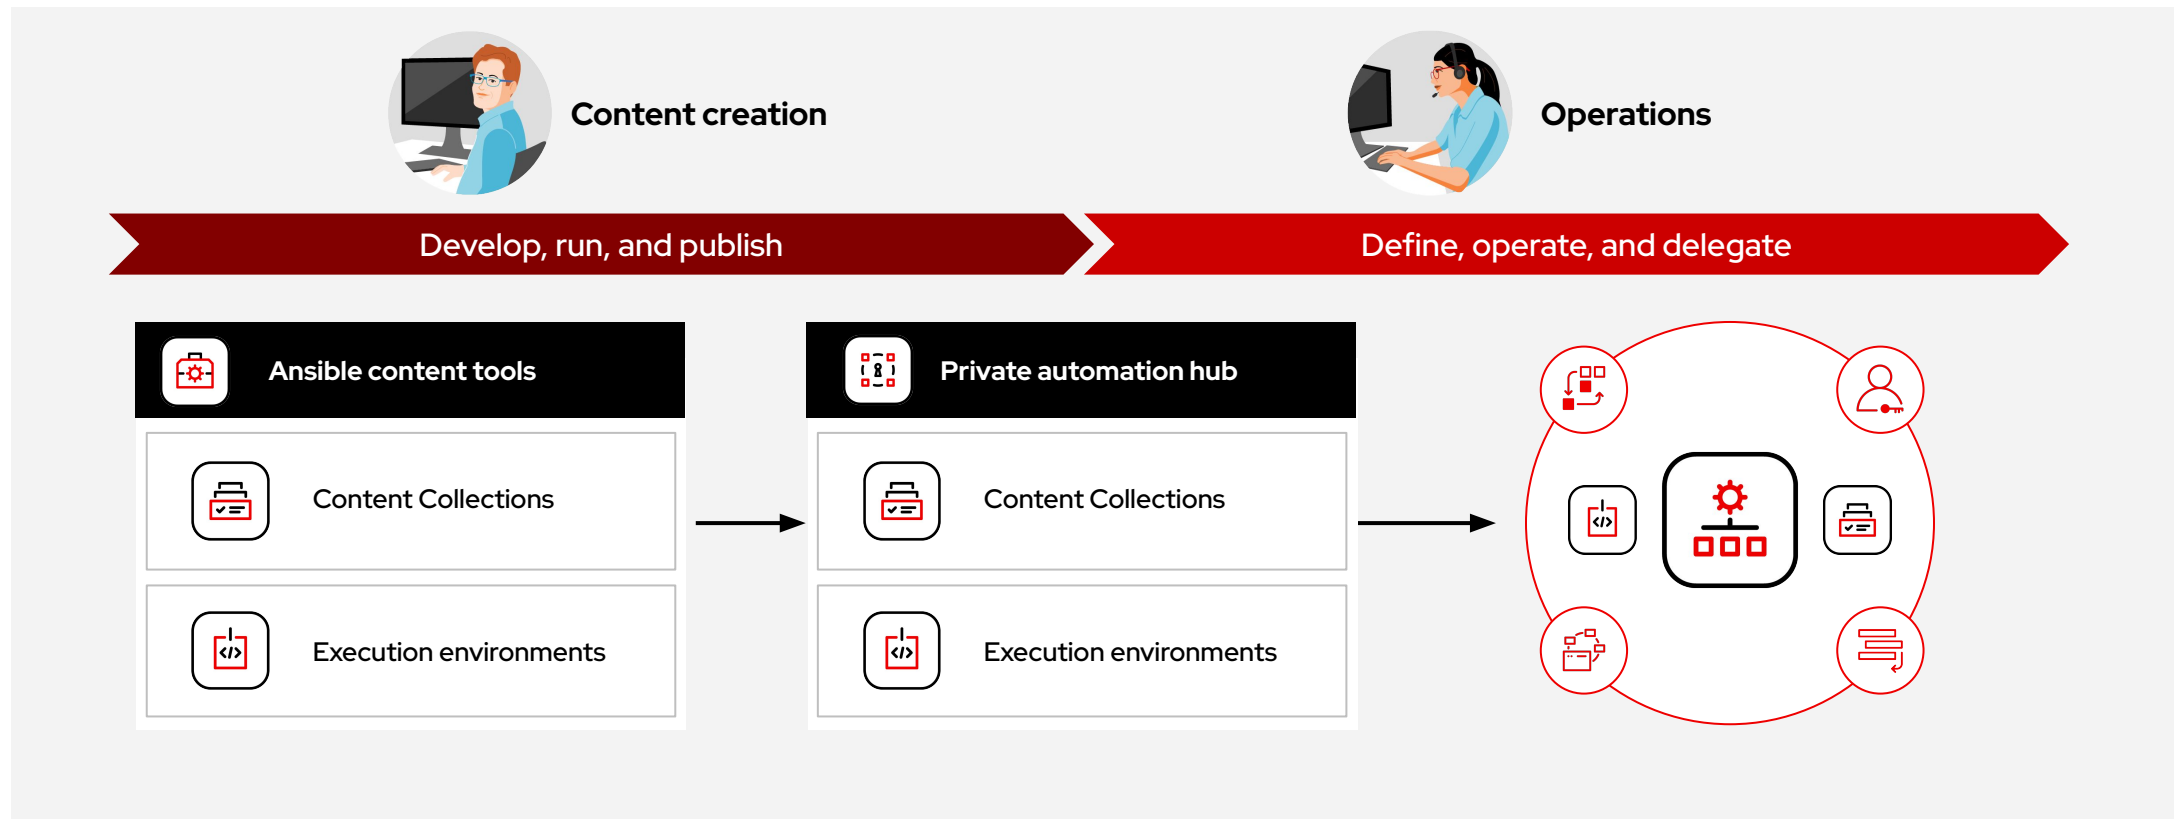 Content creation
Operations
Develop, run, and publish
Define, operate, and delegate
Ansible content tools
Content Collections
Execution environments
Private automation hub
Content Collections
Execution environments